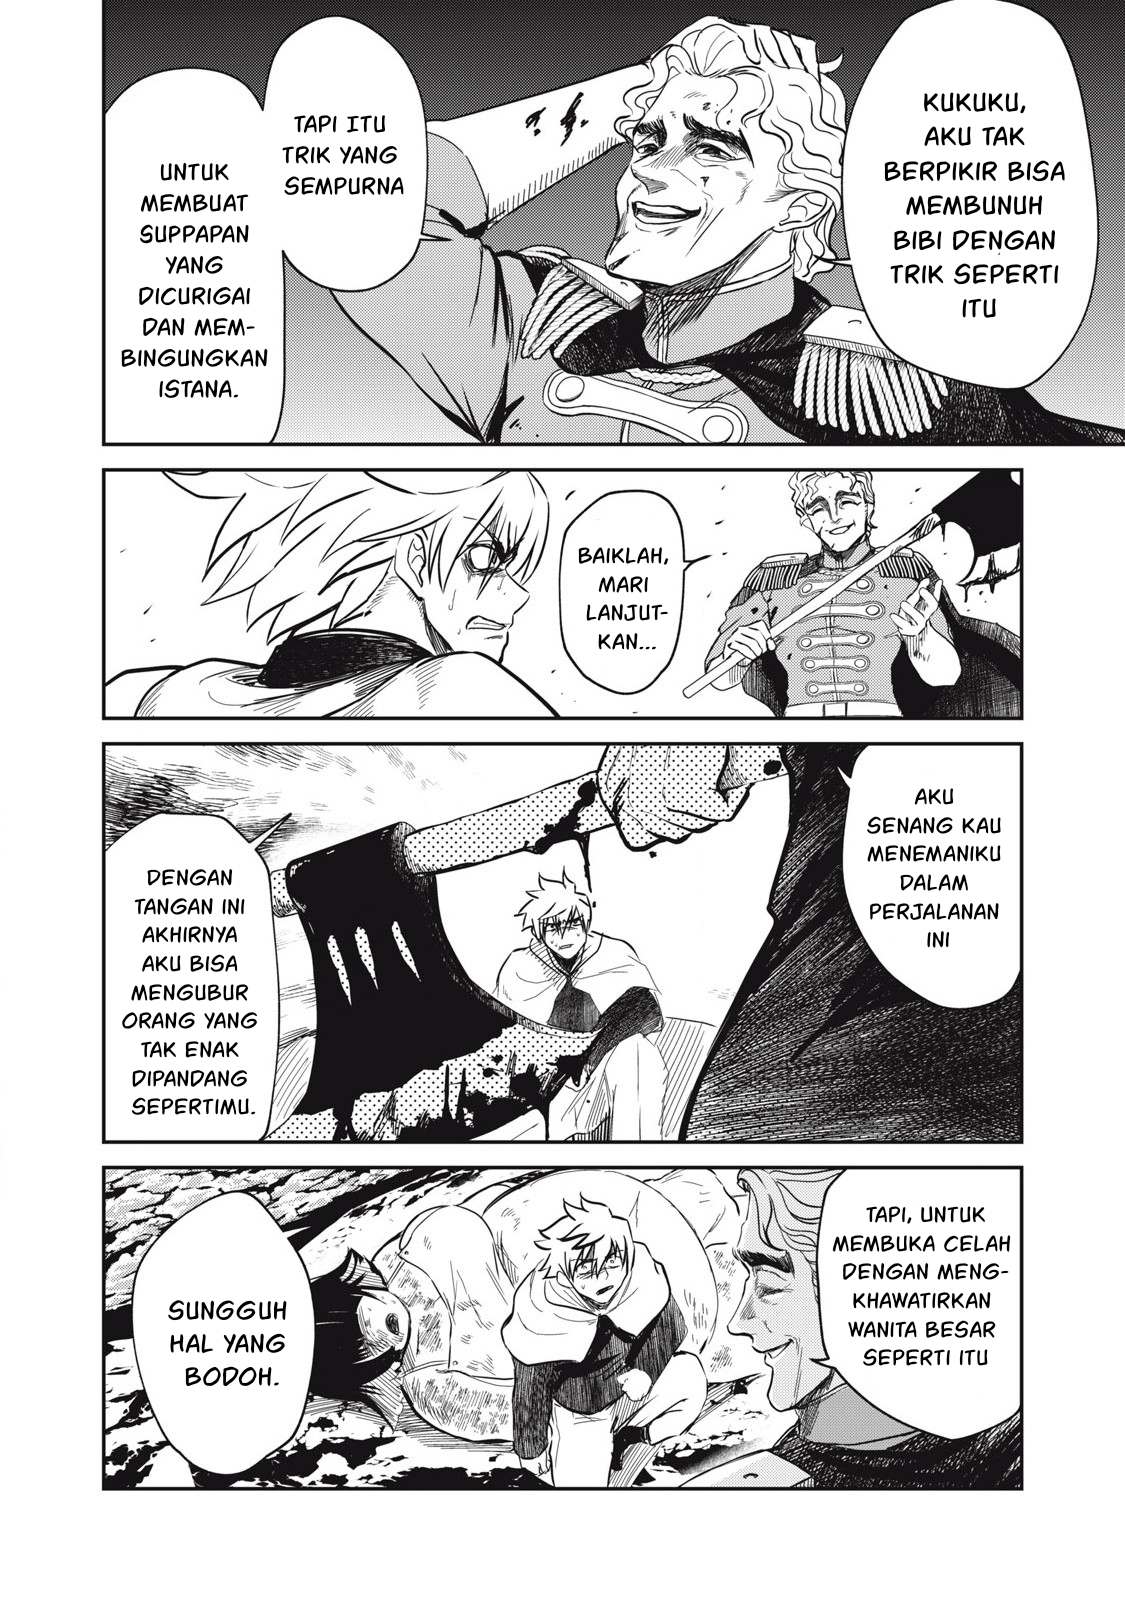 KUKUKU,
AKU TAK
BERPIKIR BISA
MEMBUNUH
BIBI DENGAN
TRIK SEPERTI
ITU
TAPI ITU
TRIK YANG
SEMPURNA
UNTUK
MEMBUAT
SUPPAPAN
YANG
DICURIGAI
DAN MEM-
BINGUNGKAN
ISTANA.
BAIKLAH,
MARI
LANJUT-
KAN...
AKU
SENANG KAU
MENEMANIKU
DALAM
PERJALANAN
INI
DENGAN
TANGAN INI
AKHIRNYA
AKU BISA
MENGUBUR
ORANG YANG
TAK ENAK
DIPANDANG
SEPERTIMU.
TAPI, UNTUK
MEMBUKA CELAH
DENGAN MENG-
KHAWATIRKAN
WANITA BESAR
SEPERTI ITU
SUNGGUH
HAL YANG
BODOH.